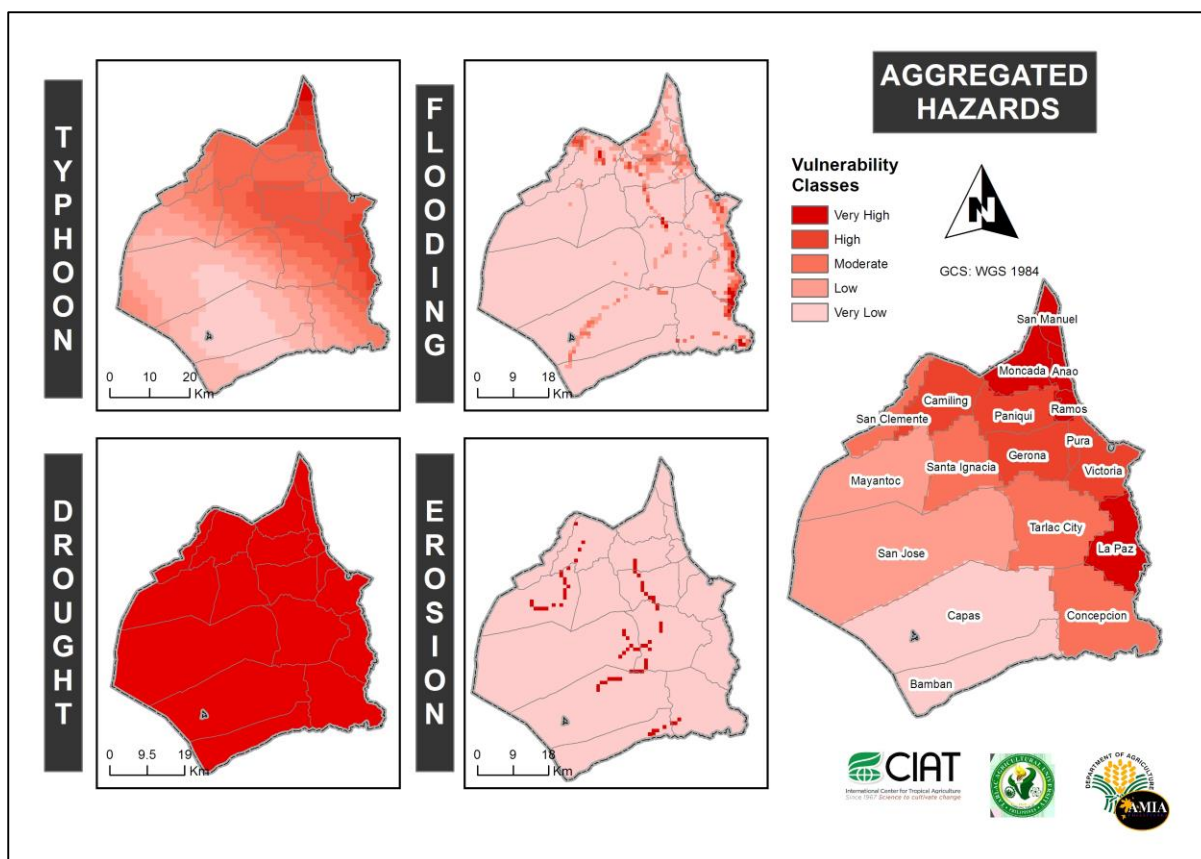 TYPHOON
0 10 20
Km
FLOODING
0 9 18
Km
DROUGHT
0 9.5 19
Km
EROSION
0 9 18
Km
AGGREGATED
HAZARDS
Vulnerability
Classes
Very High
High
Moderate
Low
Very Low
N
GCS: WGS 1984
San Manuel
Moncada
Anao
Camiling
San Clemente
Paniqui
Ramos
Pura
Mayantoc
Santa Ignacia
Gerona
Victoria
Tarlac City
San Jose
La Paz
Capas
Concepcion
Bamban
CIAT
International Center for Tropical Agriculture
Since 1967 Science to cultivate change
TARLAC AGRICULTURAL UNIVERSITY
DEPARTMENT OF AGRICULTURE
AMIA